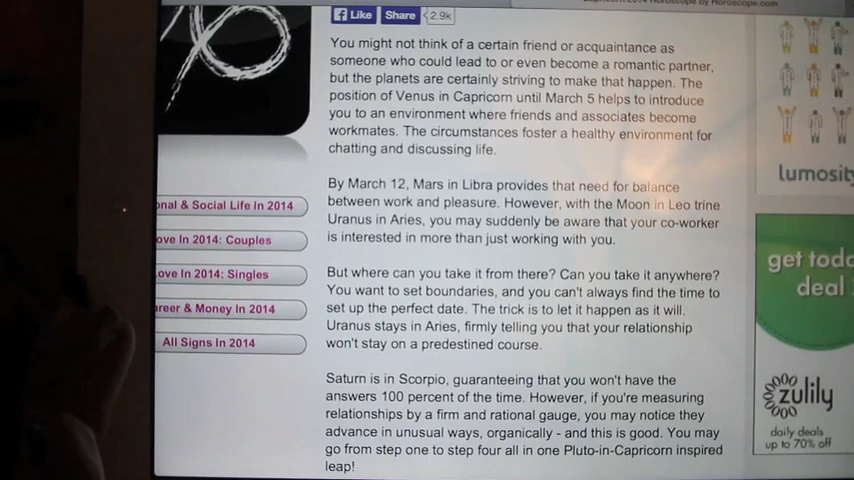 Horoscope by Horoscope.com
Like
Share
2.9k
You might not think of a certain friend or acquaintance as
someone who could lead to or even become a romantic partner,
but the planets are certainly striving to make that happen. The
position of Venus in Capricorn until March 5 helps to introduce
you to an environment where friends and associates become
workmates. The circumstances foster a healthy environment for
chatting and discussing life.
By March 12, Mars in Libra provides that need for balance
between work and pleasure. However, with the Moon in Leo trine
Uranus in Aries, you may suddenly be aware that your co-worker
is interested in more than just working with you.
But where can you take it from there? Can you take it anywhere?
You want to set boundaries, and you can't always find the time to
set up the perfect date. The trick is to let it happen as it will.
Uranus stays in Aries, firmly telling you that your relationship
won't stay on a predestined course.
Saturn is in Scorpio, guaranteeing that you won't have the
answers 100 percent of the time. However, if you're measuring
relationships by a firm and rational gauge, you may notice they
advance in unusual ways, organically - and this is good. You may
go from step one to step four all in one Pluto-in-Capricorn inspired
leap!
onal & Social Life In 2014
ove In 2014: Couples
ove In 2014: Singles
areer & Money In 2014
All Signs In 2014
lumosity
get toda
deal
zulily
daily deals
up to 70% off